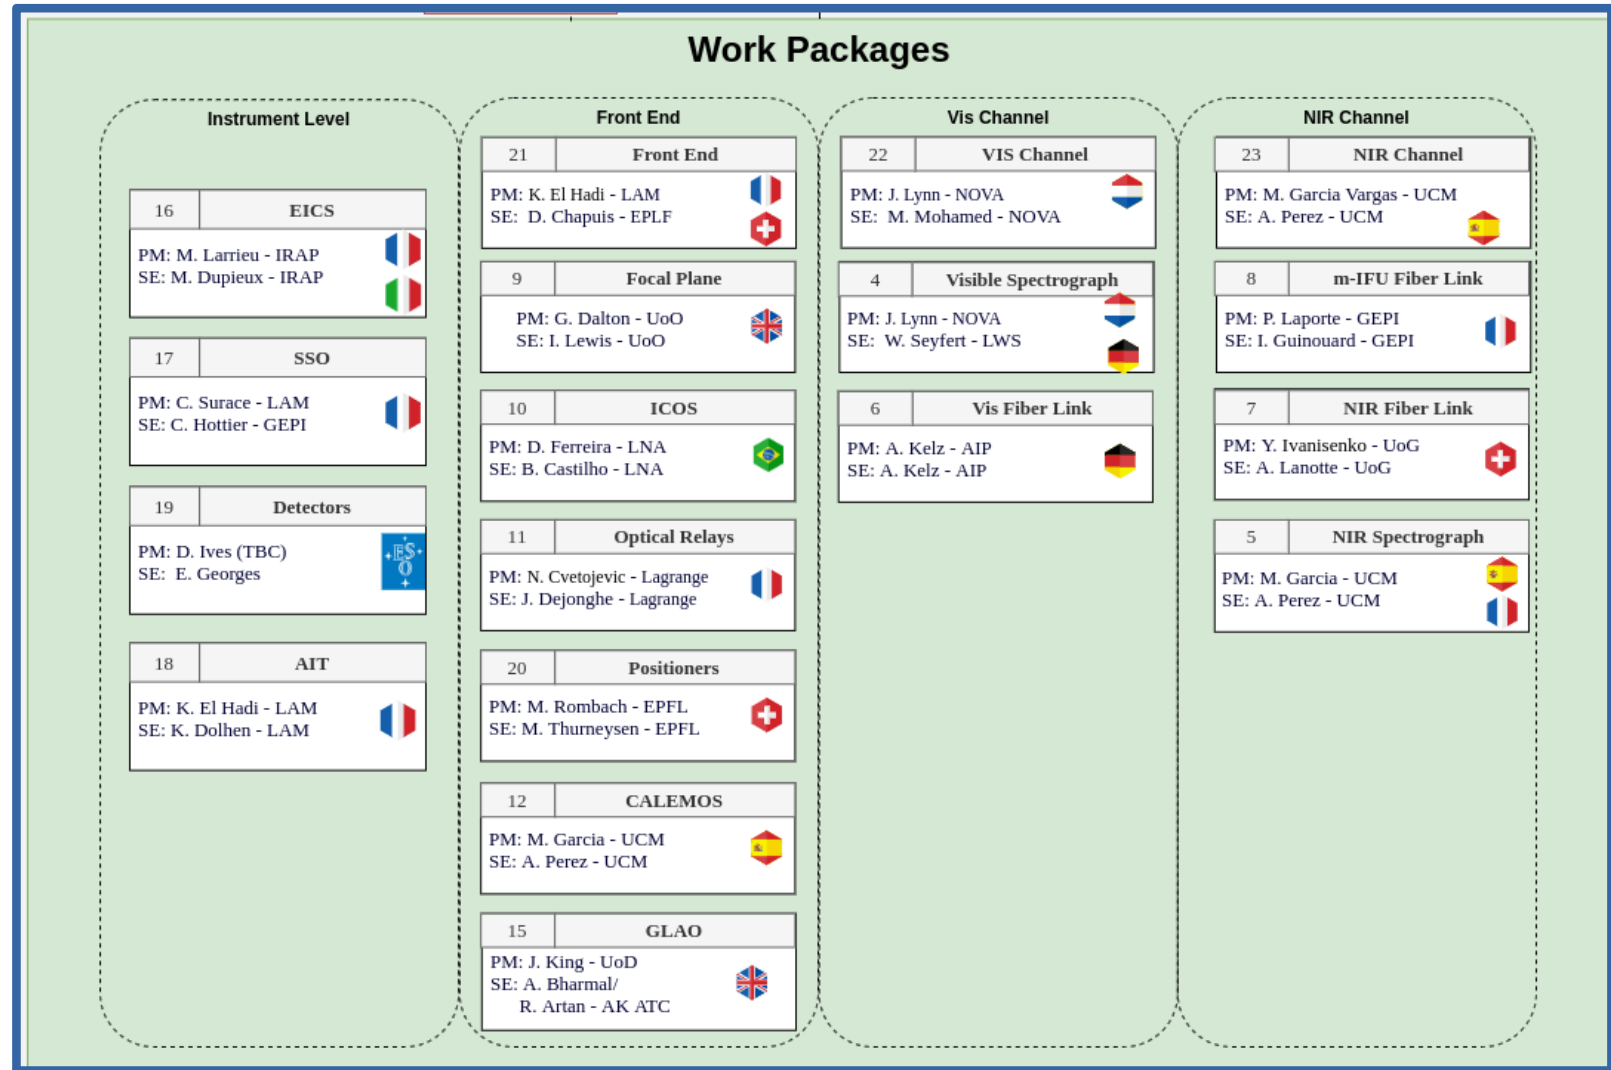 Work Packages
Instrument Level
16 EICS
PM: M. Larrieu - IRAP
SE: M. Dupieux - IRAP
17 SSO
PM: C. Surace - LAM
SE: C. Hottier - GEPI
19 Detectors
PM: D. Ives (TBC)
SE: E. Georges
ESO
18 AIT
PM: K. El Hadi - LAM
SE: K. Dolhen - LAM
Front End
21 Front End
PM: K. El Hadi - LAM
SE: D. Chapuis - EPLF
9 Focal Plane
PM: G. Dalton - UoO
SE: I. Lewis - UoO
10 ICOS
PM: D. Ferreira - LNA
SE: B. Castilho - LNA
11 Optical Relays
PM: N. Cvetojevic - Lagrange
SE: J. Dejonghe - Lagrange
20 Positioners
PM: M. Rombach - EPFL
SE: M. Thurneysen - EPFL
12 CALEMOS
PM: M. Garcia - UCM
SE: A. Perez - UCM
15 GLAO
PM: J. King - UoD
SE: A. Bharmal/
R. Artan - AK ATC
Vis Channel
22 VIS Channel
PM: J. Lynn - NOVA
SE: M. Mohamed - NOVA
4 Visible Spectrograph
PM: J. Lynn - NOVA
SE: W. Seyfert - LWS
6 Vis Fiber Link
PM: A. Kelz - AIP
SE: A. Kelz - AIP
NIR Channel
23 NIR Channel
PM: M. Garcia Vargas - UCM
SE: A. Perez - UCM
8 m-IFU Fiber Link
PM: P. Laporte - GEPI
SE: I. Guinouard - GEPI
7 NIR Fiber Link
PM: Y. Ivanisenko - UoG
SE: A. Lanotte - UoG
5 NIR Spectrograph
PM: M. Garcia - UCM
SE: A. Perez - UCM